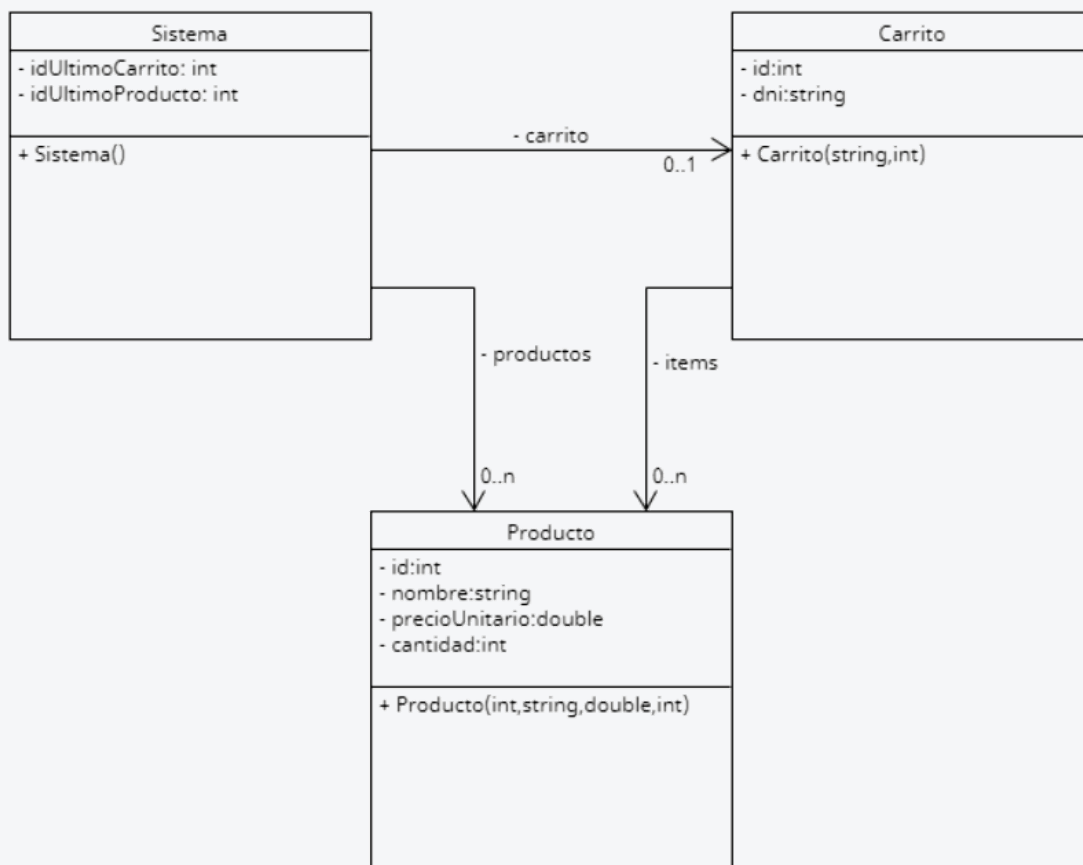 Sistema
- idUltimoCarrito: int
- idUltimoProducto: int
+ Sistema()
- carrito
0..1
Carrito
- id:int
- dni:string
+ Carrito(string,int)
- productos
0..n
- items
0..n
Producto
- id:int
- nombre:string
- precioUnitario:double
- cantidad:int
+ Producto(int,string,double,int)